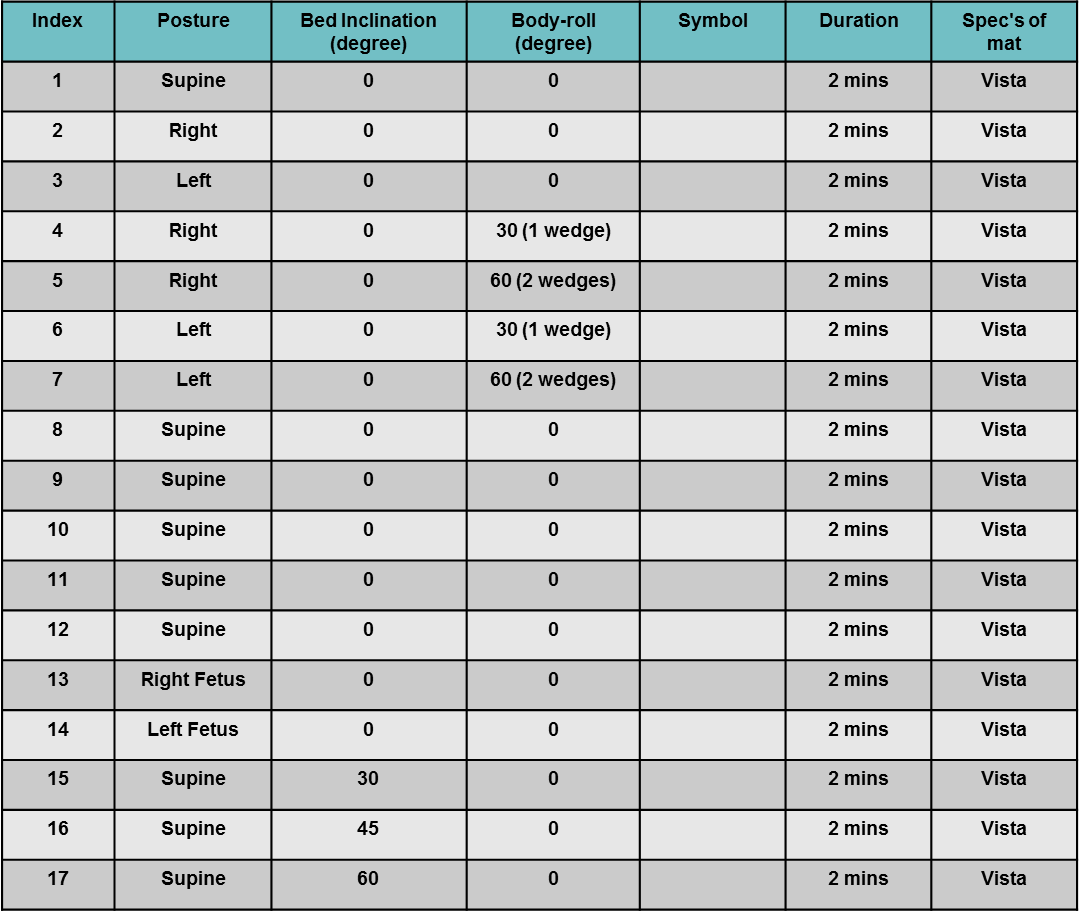 Index Posture Bed Inclination (degree) Body-roll (degree) Symbol Duration Spec's of mat
1 Supine 0 0 2 mins Vista
2 Right 0 0 2 mins Vista
3 Left 0 0 2 mins Vista
4 Right 0 30 (1 wedge) 2 mins Vista
5 Right 0 60 (2 wedges) 2 mins Vista
6 Left 0 30 (1 wedge) 2 mins Vista
7 Left 0 60 (2 wedges) 2 mins Vista
8 Supine 0 0 2 mins Vista
9 Supine 0 0 2 mins Vista
10 Supine 0 0 2 mins Vista
11 Supine 0 0 2 mins Vista
12 Supine 0 0 2 mins Vista
13 Right Fetus 0 0 2 mins Vista
14 Left Fetus 0 0 2 mins Vista
15 Supine 30 0 2 mins Vista
16 Supine 45 0 2 mins Vista
17 Supine 60 0 2 mins Vista